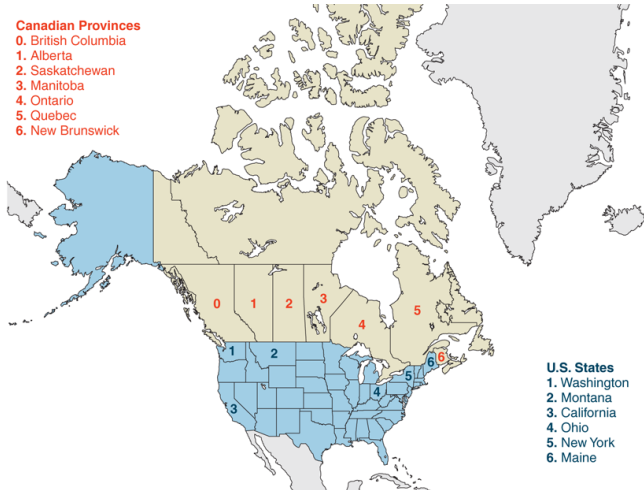 Canadian Provinces
0. British Columbia
1. Alberta
2. Saskatchewan
3. Manitoba
4. Ontario
5. Quebec
6. New Brunswick
0
1
2
3
4
5
6
1
2
3
4
5
6
U.S. States
1. Washington
2. Montana
3. California
4. Ohio
5. New York
6. Maine